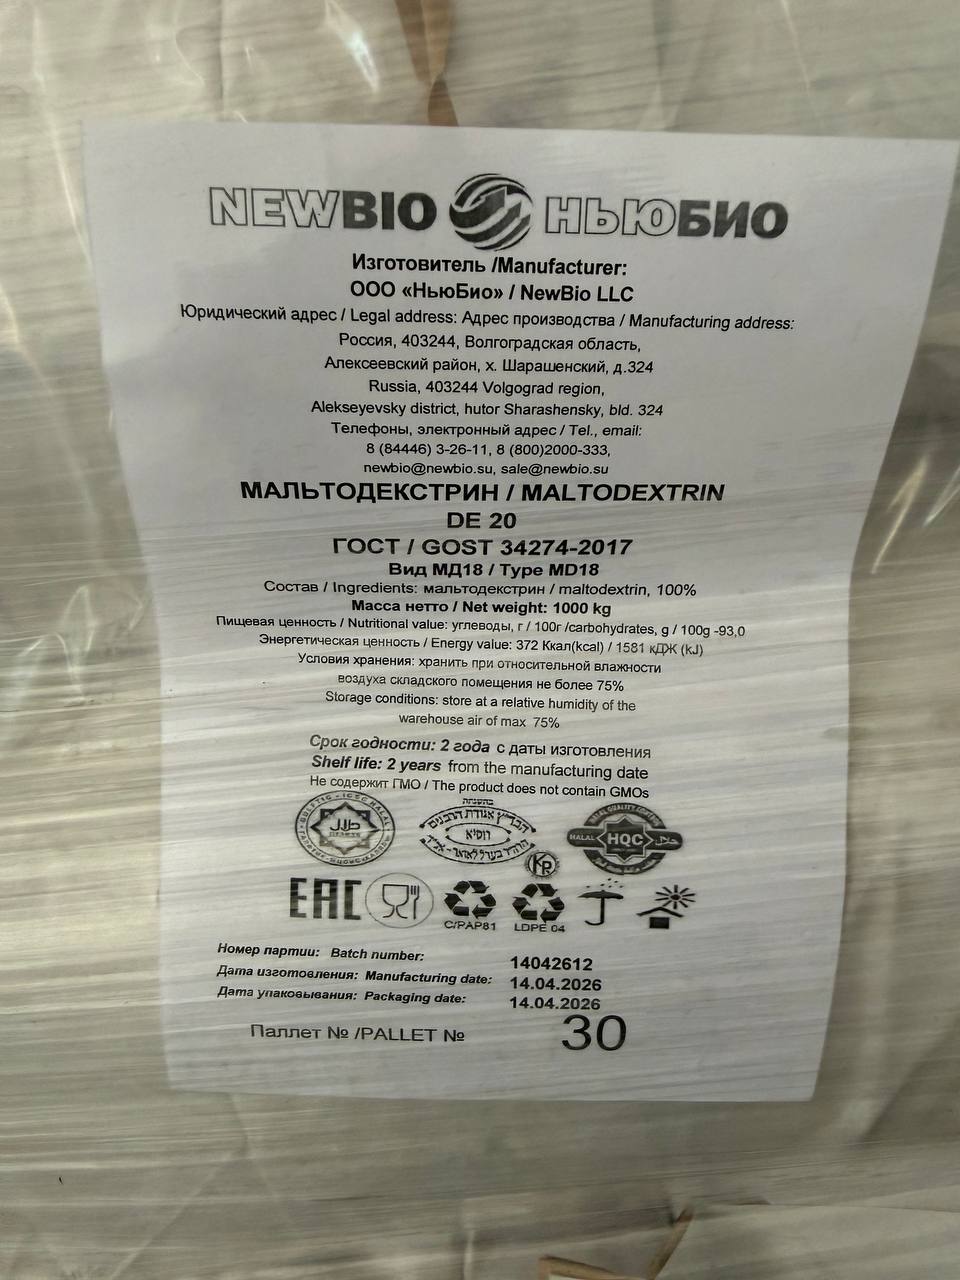 NEWBIO НЬЮБИО
Изготовитель /Manufacturer:
ООО «НьюБио» / NewBio LLC
Юридический адрес / Legal address: Адрес производства / Manufacturing address:
Россия, 403244, Волгоградская область,
Алексеевский район, х. Шарашенский, д.324
Russia, 403244 Volgograd region,
Alekseyevsky district, hutor Sharashensky, bld. 324
Телефоны, электронный адрес / Tel., email:
8 (84446) 3-26-11, 8 (800)2000-333,
newbio@newbio.su, sale@newbio.su
МАЛЬТОДЕКСТРИН / MALTODEXTRIN
DE 20
ГОСТ / GOST 34274-2017
Вид МД18 / Type MD18
Состав / Ingredients: мальтодекстрин / maltodextrin, 100%
Масса нетто / Net weight: 1000 kg
Пищевая ценность / Nutritional value: углеводы, г / 100г /carbohydrates, g / 100g -93,0
Энергетическая ценность / Energy value: 372 Ккал(kcal) / 1581 кДЖ (kJ)
Условия хранения: хранить при относительной влажности
воздуха складского помещения не более 75%
Storage conditions: store at a relative humidity of the
warehouse air of max 75%
Срок годности: 2 года с даты изготовления
Shelf life: 2 years from the manufacturing date
Не содержит ГМО / The product does not contain GMOs
בהשגחת
הבד"ץ אגודת הרבנים
רוסיא
KR
حلال
HALAL HQC حلال
EAC
C/PAP81 LDPE 04
Номер партии: Batch number: 14042612
Дата изготовления: Manufacturing date: 14.04.2026
Дата упаковывания: Packaging date: 14.04.2026
Паллет № /PALLET № 30